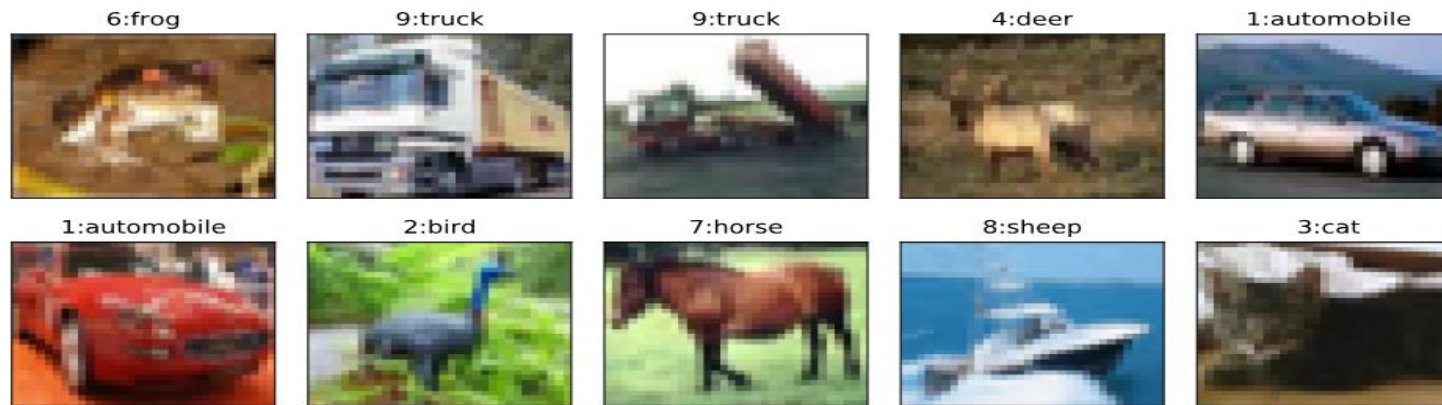 6:frog 9:truck 9:truck 4:deer 1:automobile
1:automobile 2:bird 7:horse 8:sheep 3:cat